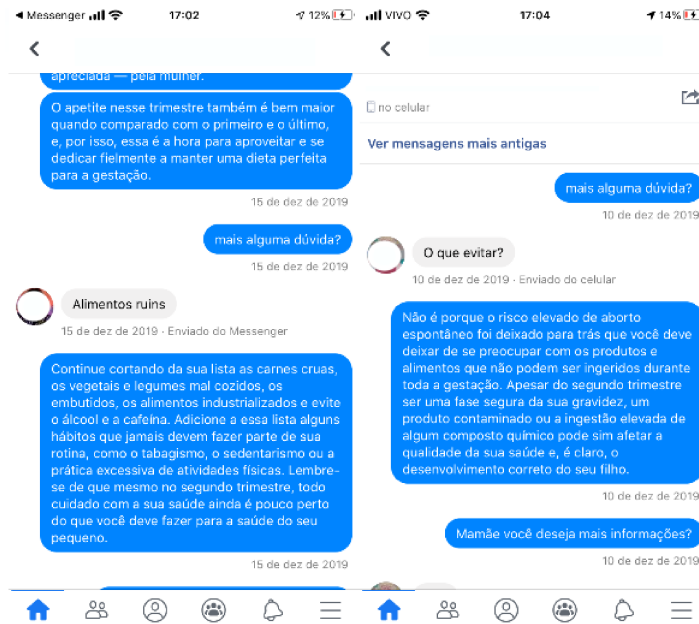 Messenger 17:02 12%
apreciada — pela mulher.
O apetite nesse trimestre também é bem maior
quando comparado com o primeiro e o último,
e, por isso, essa é a hora para aproveitar e se
dedicar fielmente a manter uma dieta perfeita
para a gestação.
15 de dez de 2019
mais alguma dúvida?
15 de dez de 2019
Alimentos ruins
15 de dez de 2019 · Enviado do Messenger
Continue cortando da sua lista as carnes cruas,
os vegetais e legumes mal cozidos, os
embutidos, os alimentos industrializados e evite
o álcool e a cafeína. Adicione a essa lista alguns
hábitos que jamais devem fazer parte de sua
rotina, como o tabagismo, o sedentarismo ou a
prática excessiva de atividades físicas. Lembre-
se de que mesmo no segundo trimestre, todo
cuidado com a sua saúde ainda é pouco perto
do que você deve fazer para a saúde do seu
pequeno.
15 de dez de 2019
VIVO 17:04 14%
no celular
Ver mensagens mais antigas
mais alguma dúvida?
10 de dez de 2019
O que evitar?
10 de dez de 2019 · Enviado do celular
Não é porque o risco elevado de aborto
espontâneo foi deixado para trás que você deve
deixar de se preocupar com os produtos e
alimentos que não podem ser ingeridos durante
toda a gestação. Apesar do segundo trimestre
ser uma fase segura da sua gravidez, um
produto contaminado ou a ingestão elevada de
algum composto químico pode sim afetar a
qualidade da sua saúde e, é claro, o
desenvolvimento correto do seu filho.
10 de dez de 2019
Mamãe você deseja mais informações?
10 de dez de 2019